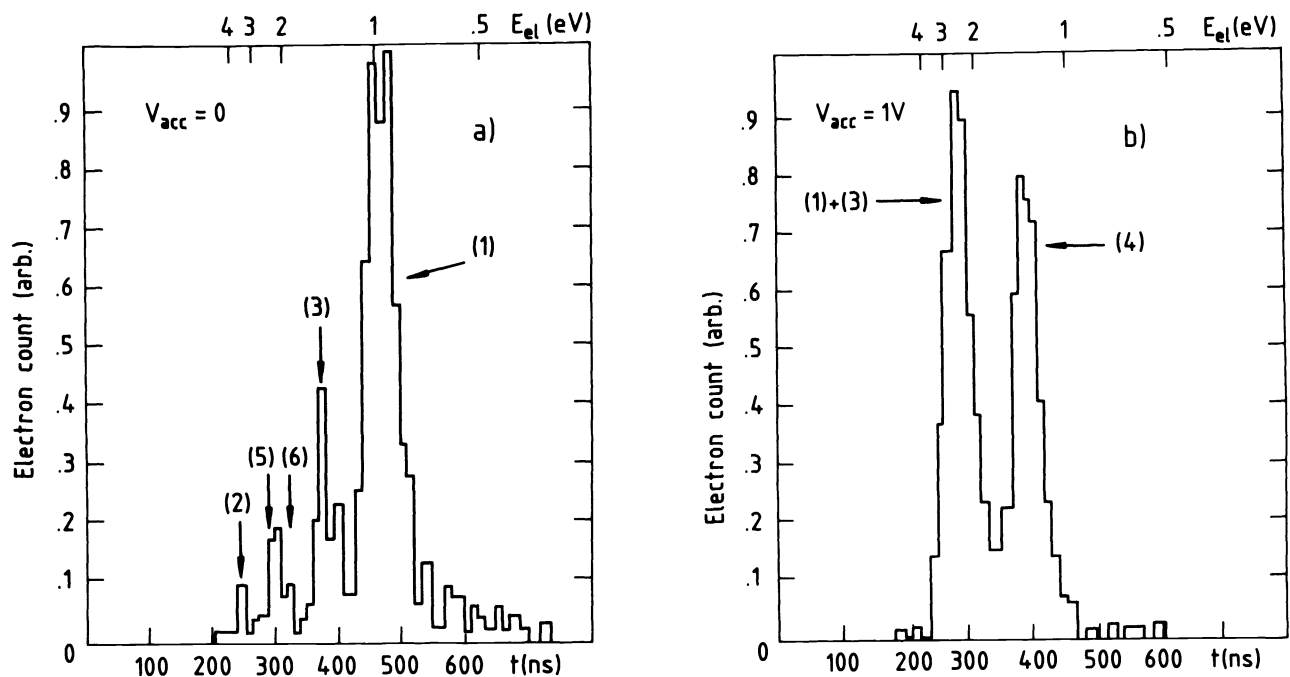 4 3 2 1 .5 E_el (eV)
V_acc = 0
a)
.9
.8
.7
.6
.5
.4
.3
.2
.1
0
Electron count (arb.)
(1)
(3)
(5) (6)
(2)
100 200 300 400 500 600 t(ns)
4 3 2 1 .5 E_el (eV)
V_acc = 1V
b)
.9
.8
.7
.6
.5
.4
.3
.2
.1
0
Electron count (arb.)
(1)+(3)
(4)
100 200 300 400 500 600 t(ns)